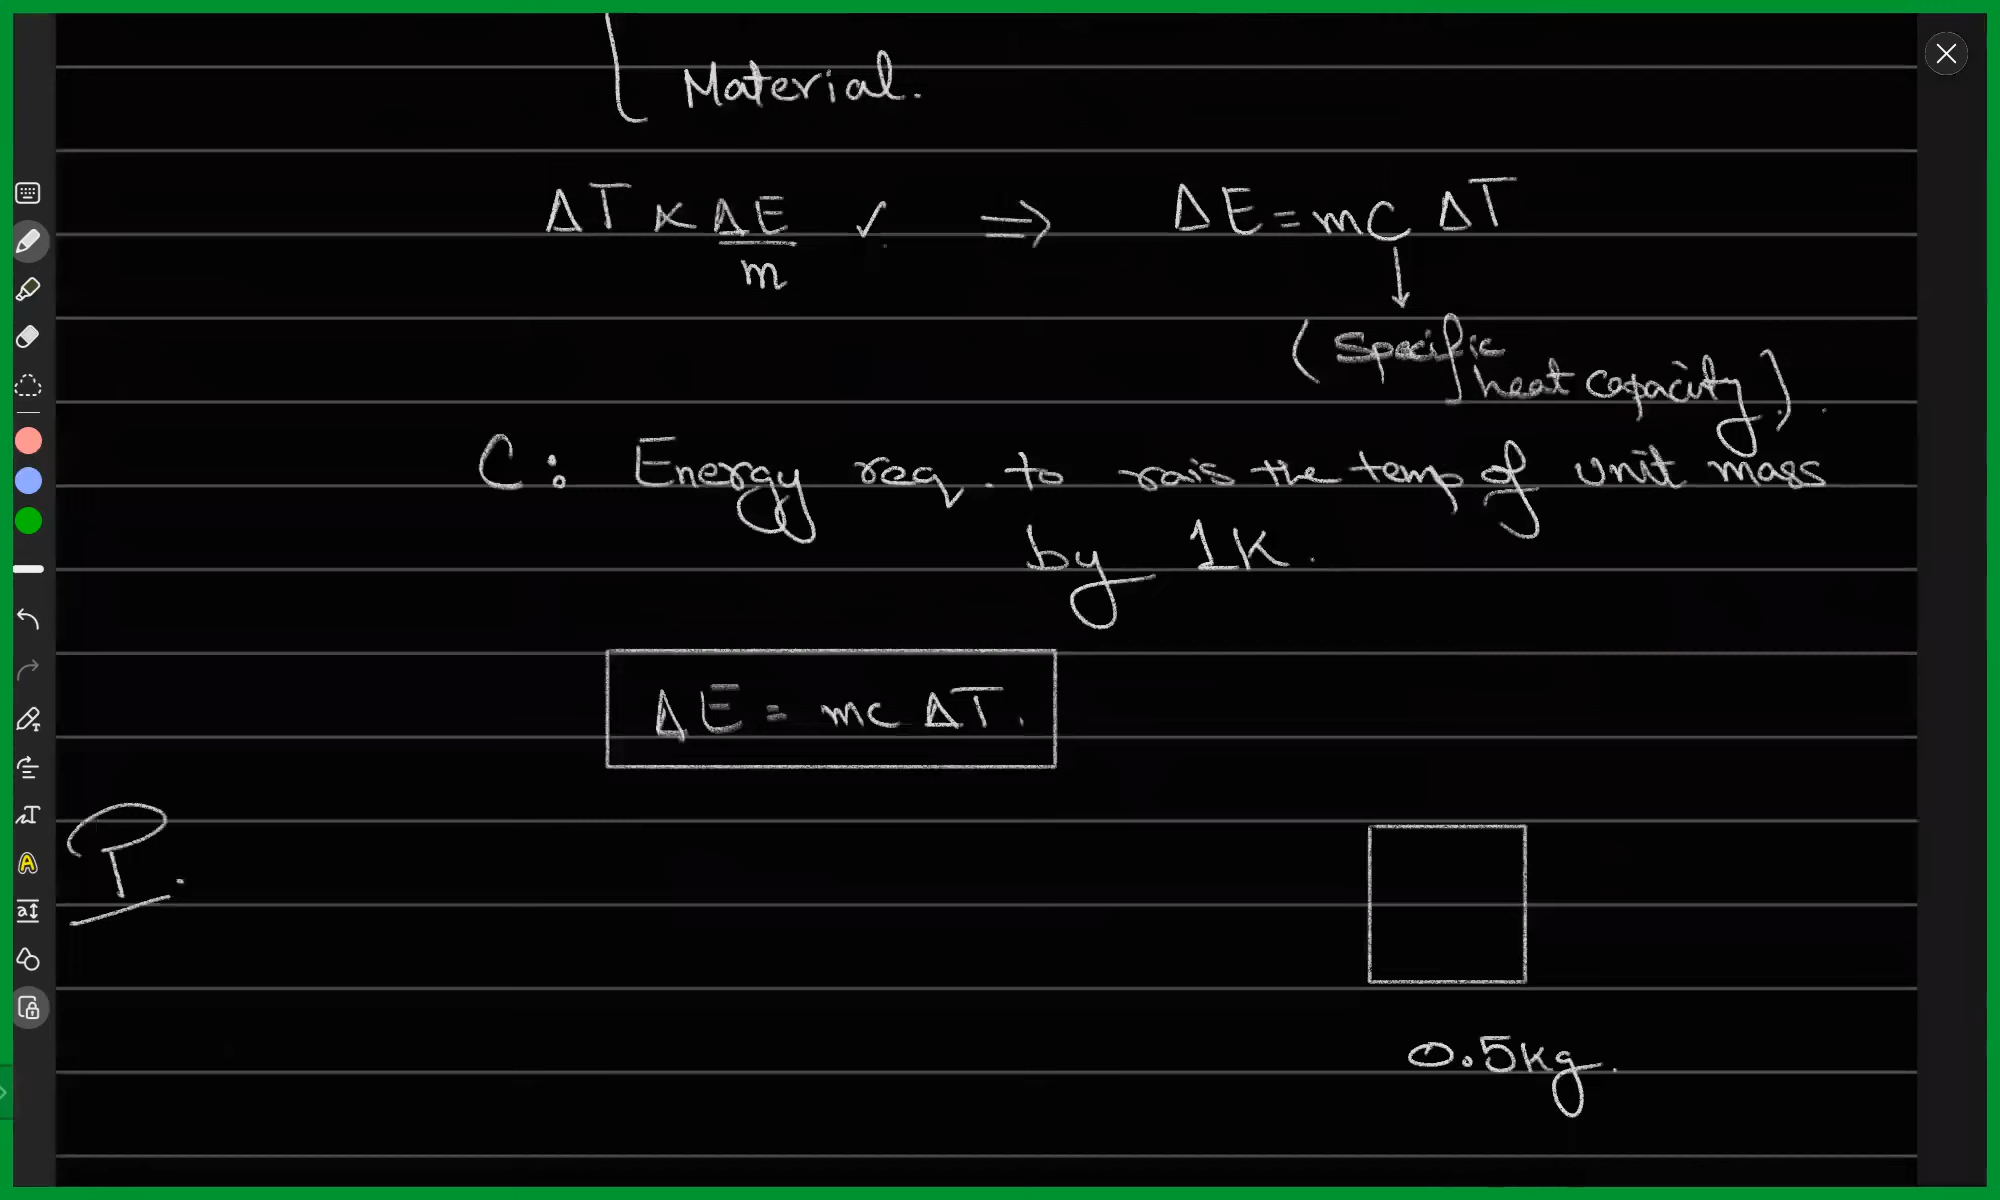 Material.
ΔT ∝ ΔE/m ✓ ⇒ ΔE = mC ΔT
↓
(Specific
heat capacity).
C: Energy req. to rais the temp of unit mass
by 1K.
ΔE = mc ΔT.
0.5kg.